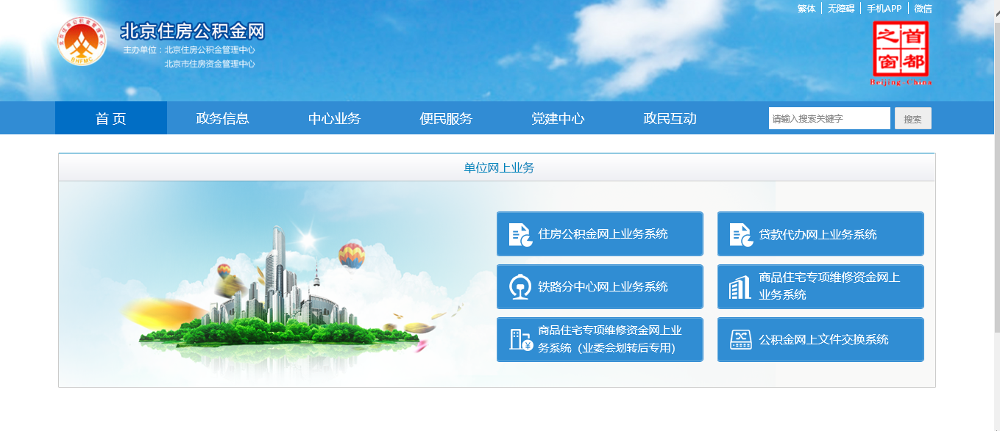 繁体 无障碍 手机APP 微信
北京住房公积金网
主办单位：北京住房公积金管理中心
北京市住房资金管理中心
BHFMC
首都之窗
Beijing-China
首 页 政务信息 中心业务 便民服务 党建中心 政民互动 请输入搜索关键字 搜索
单位网上业务
住房公积金网上业务系统
贷款代办网上业务系统
铁路分中心网上业务系统
商品住宅专项维修资金网上
业务系统
商品住宅专项维修资金网上业
务系统（业委会划转后专用）
公积金网上文件交换系统